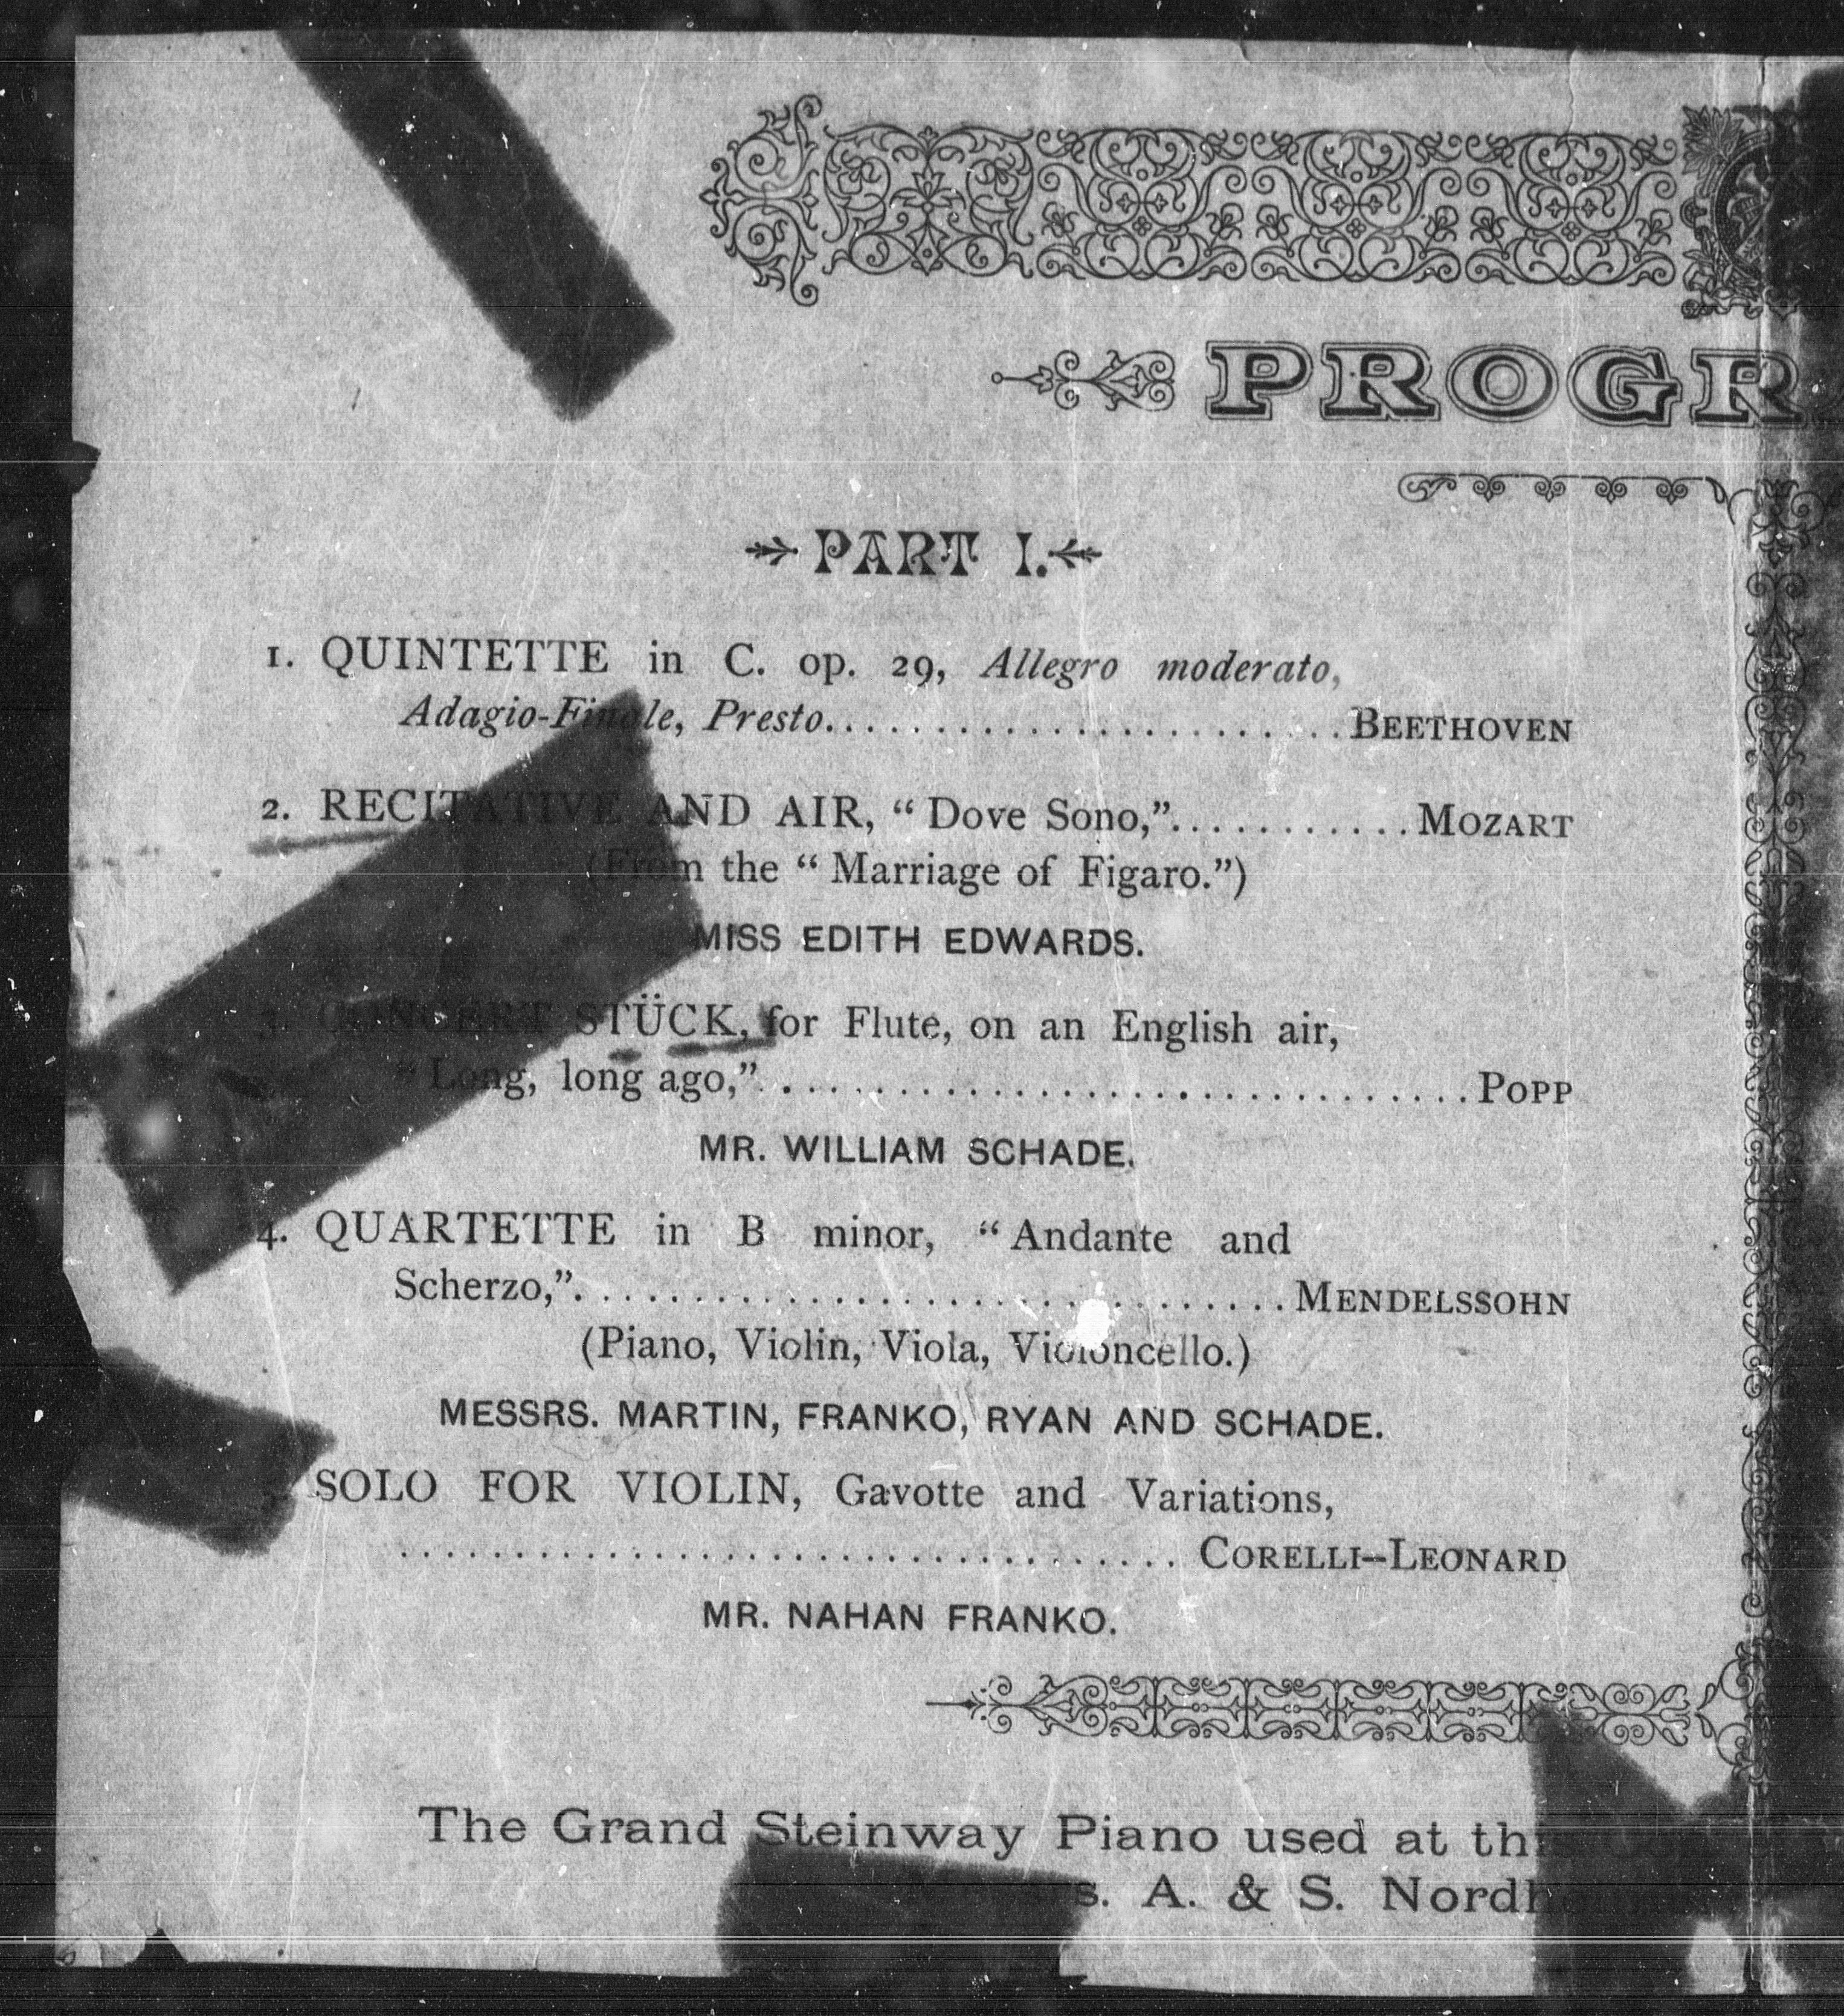 PROGR
PART I.
1. QUINTETTE in C. op. 29, Allegro moderato,
Adagio-Finale, Presto........................BEETHOVEN
2. RECITATIVE AND AIR, “Dove Sono,”...........MOZART
(From the “Marriage of Figaro.”)
MISS EDITH EDWARDS.
3. CONCERT STÜCK, for Flute, on an English air,
“Long, long ago,”.................................POPP
MR. WILLIAM SCHADE.
4. QUARTETTE in B minor, “Andante and
Scherzo,”................................MENDELSSOHN
(Piano, Violin, Viola, Violoncello.)
MESSRS. MARTIN, FRANKO, RYAN AND SCHADE.
SOLO FOR VIOLIN, Gavotte and Variations,
.................................... CORELLI–LEONARD
MR. NAHAN FRANKO.
The Grand Steinway Piano used at this
A. & S. Nordh